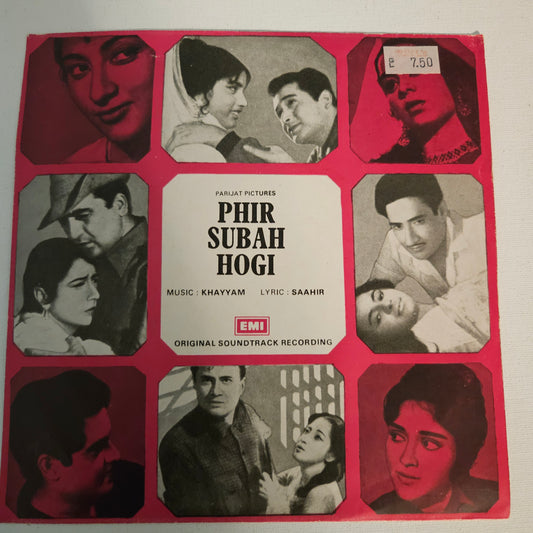 ₤ 7.50
PARIJAT PICTURES
PHIR
SUBAH
HOGI
MUSIC : KHAYYAM LYRIC : SAAHIR
EMI
ORIGINAL SOUNDTRACK RECORDING